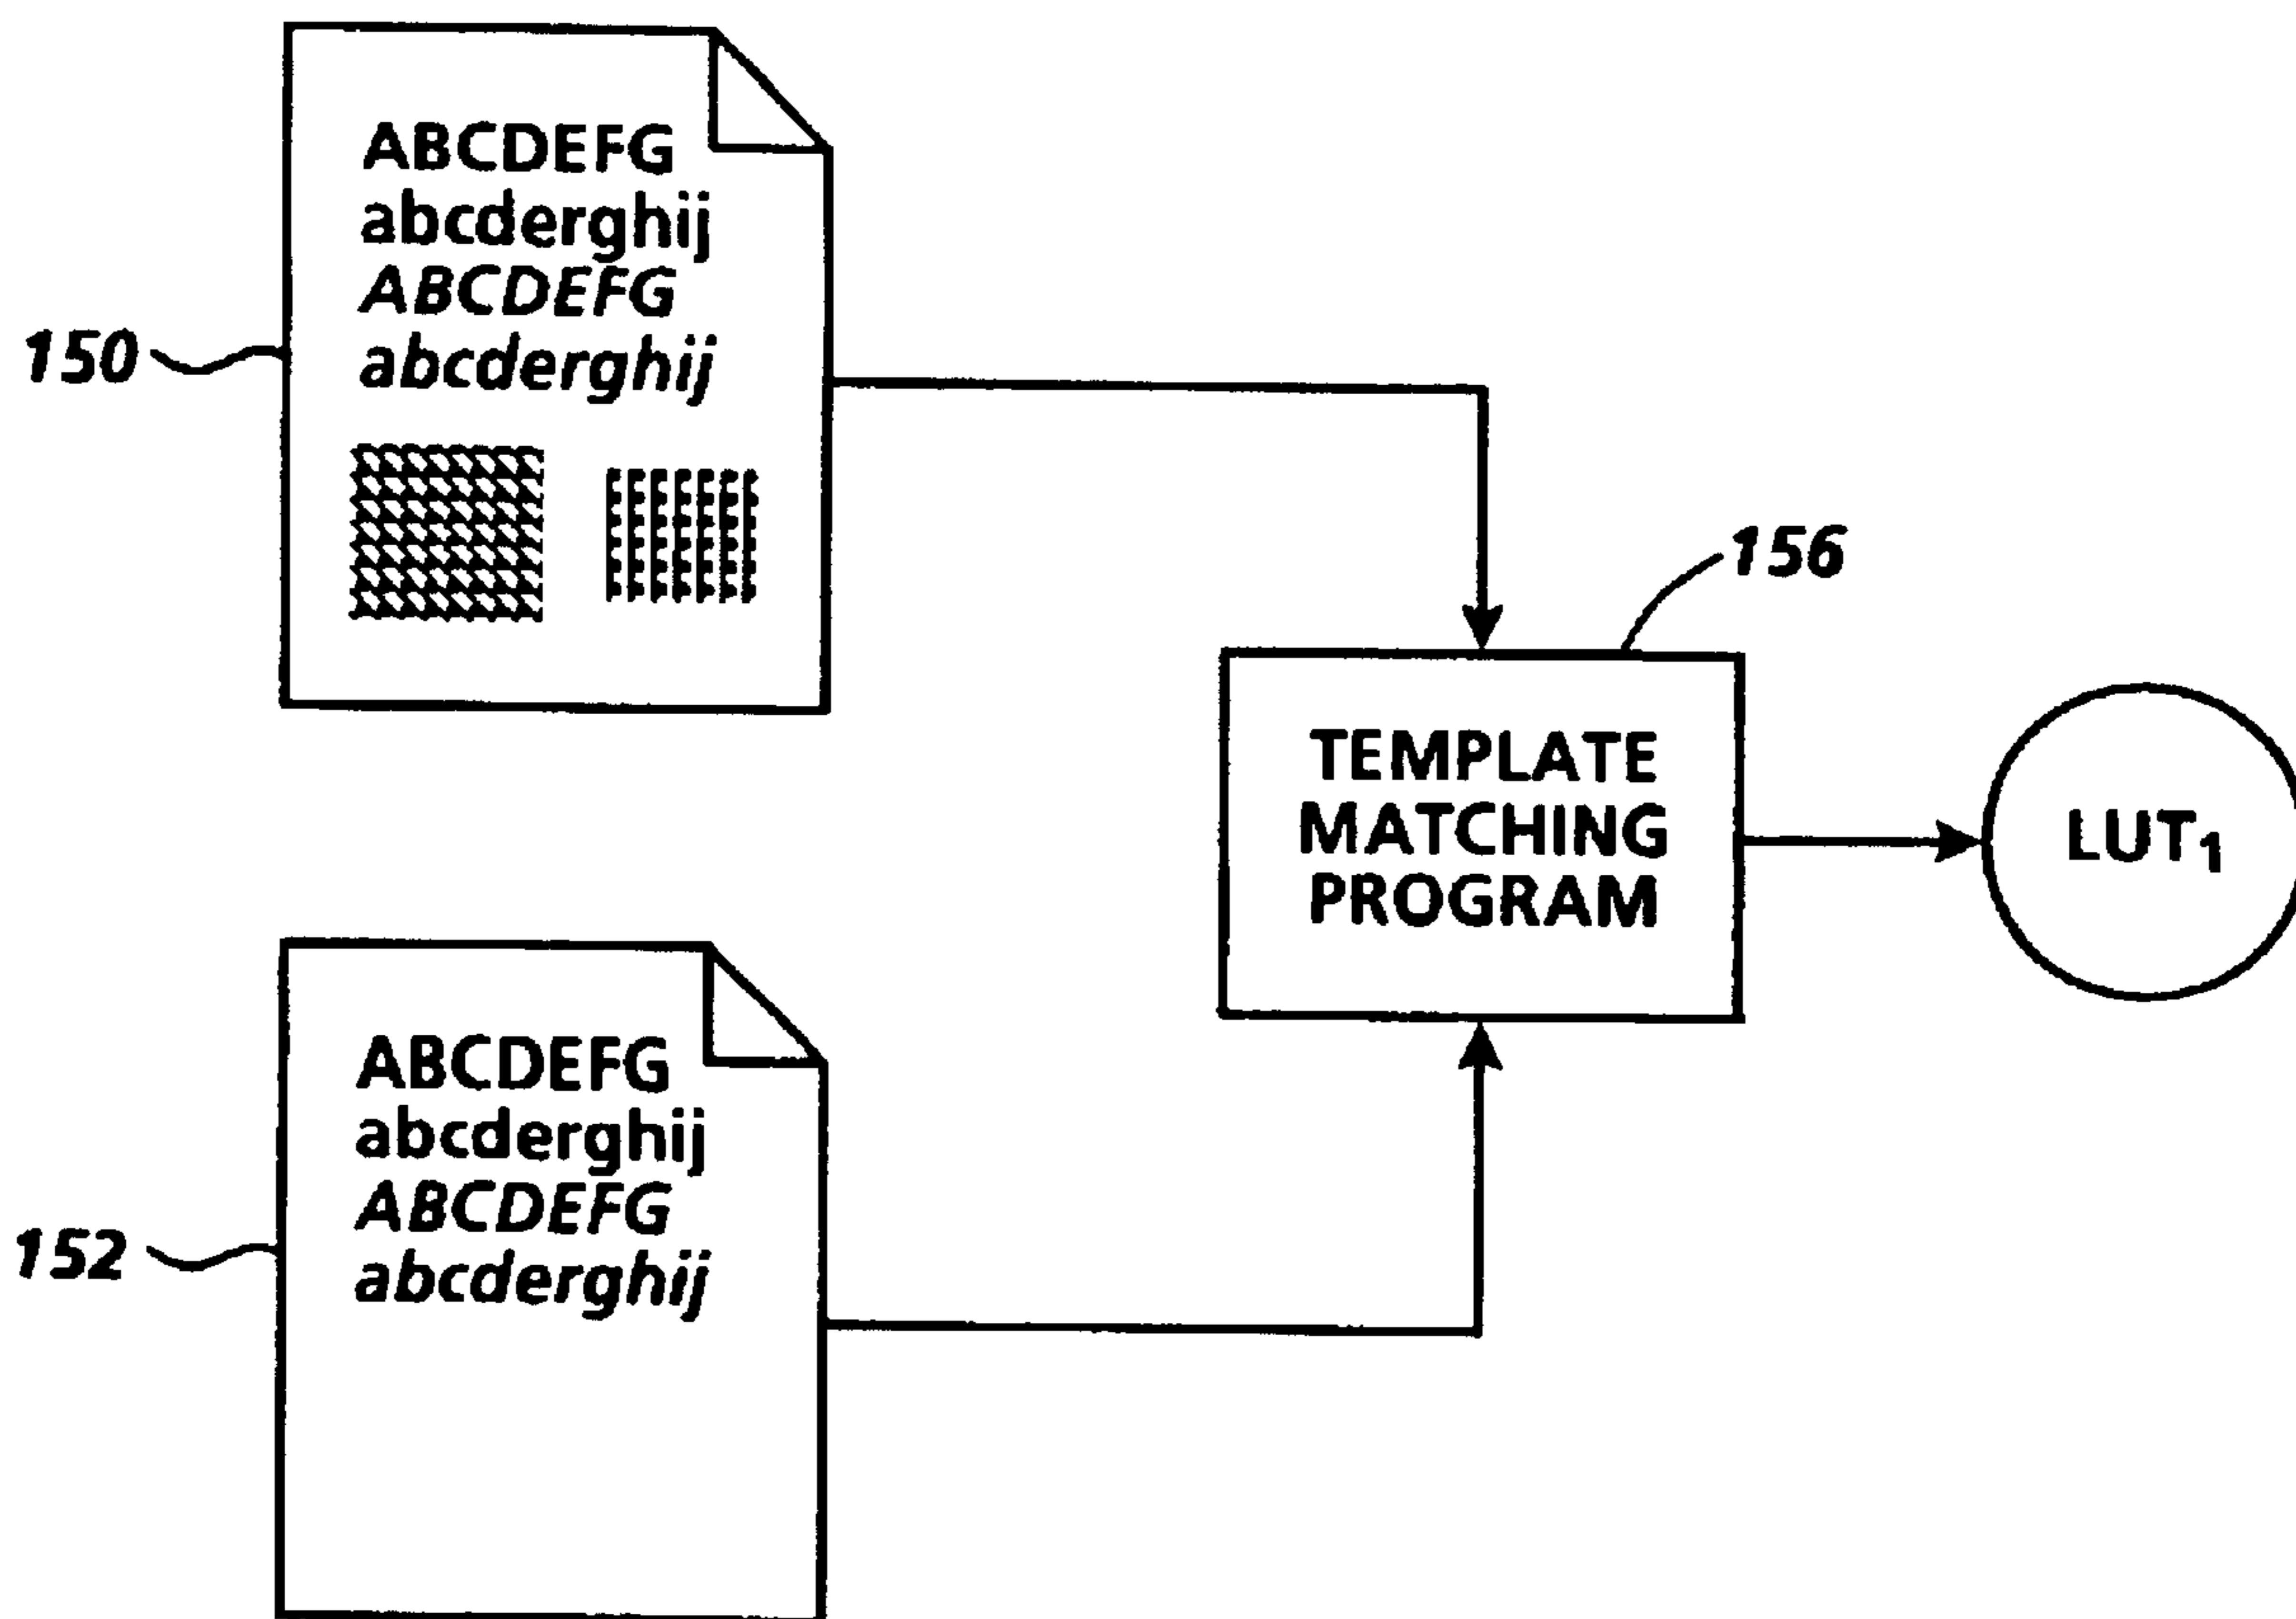 ABCDEFG
abcderghij
ABCDEFG
abcderghij
150
156
TEMPLATE
MATCHING
PROGRAM
LUT₁
ABCDEFG
abcderghij
ABCDEFG
abcderghij
152